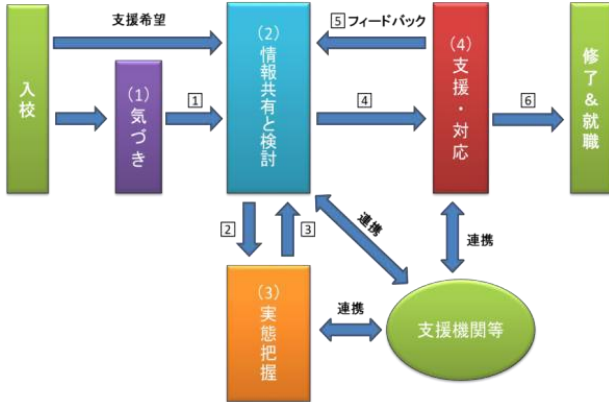 支援希望
5 フィードバック
入校
(1)気づき
1
(2)情報共有と検討
4
(4)支援・対応
6
修了&就職
2
3
連携
連携
(3)実態把握
連携
支援機関等